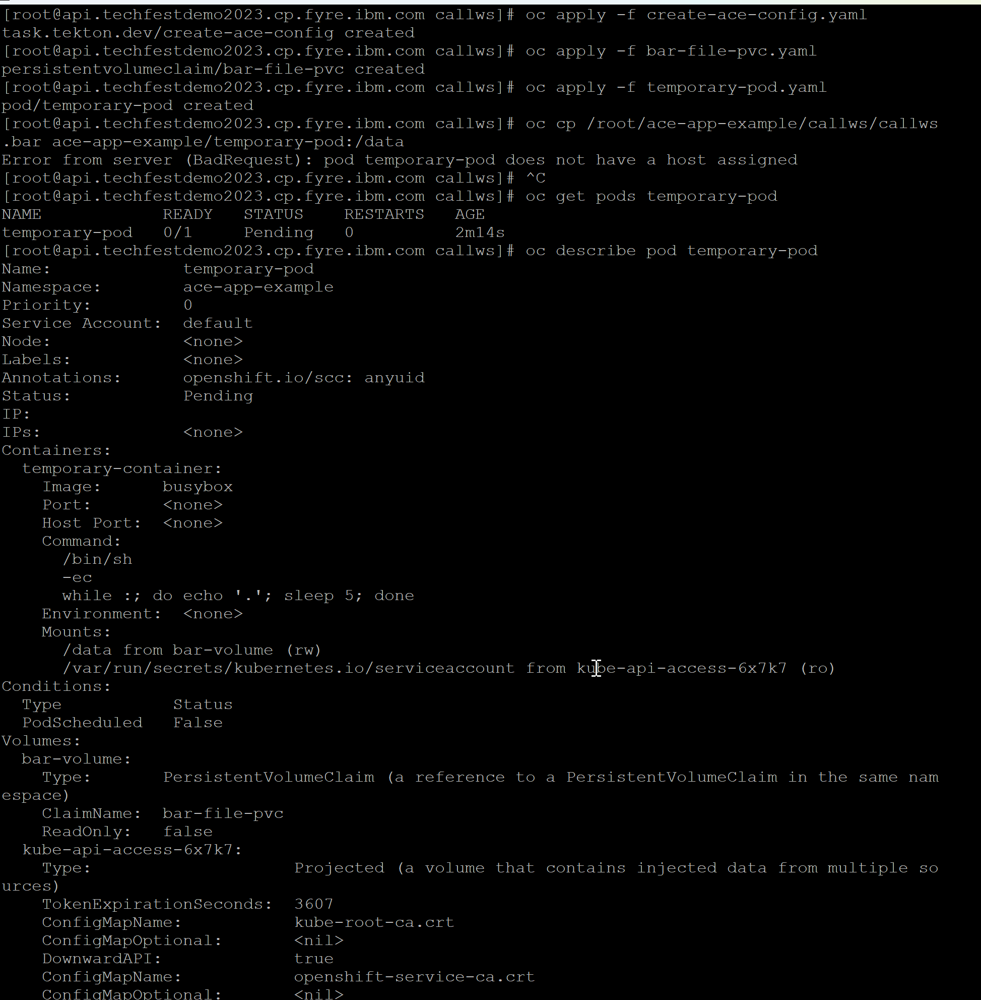 [root@api.techfestdemo2023.cp.fyre.ibm.com callws]# oc apply -f create-ace-config.yaml
task.tekton.dev/create-ace-config created
[root@api.techfestdemo2023.cp.fyre.ibm.com callws]# oc apply -f bar-file-pvc.yaml
persistentvolumeclaim/bar-file-pvc created
[root@api.techfestdemo2023.cp.fyre.ibm.com callws]# oc apply -f temporary-pod.yaml
pod/temporary-pod created
[root@api.techfestdemo2023.cp.fyre.ibm.com callws]# oc cp /root/ace-app-example/callws/callws
.bar ace-app-example/temporary-pod:/data
Error from server (BadRequest): pod temporary-pod does not have a host assigned
[root@api.techfestdemo2023.cp.fyre.ibm.com callws]# ^C
[root@api.techfestdemo2023.cp.fyre.ibm.com callws]# oc get pods temporary-pod
NAME            READY   STATUS    RESTARTS   AGE
temporary-pod   0/1     Pending   0          2m14s
[root@api.techfestdemo2023.cp.fyre.ibm.com callws]# oc describe pod temporary-pod
Name:             temporary-pod
Namespace:        ace-app-example
Priority:         0
Service Account:  default
Node:             <none>
Labels:           <none>
Annotations:      openshift.io/scc: anyuid
Status:           Pending
IP:
IPs:              <none>
Containers:
  temporary-container:
    Image:      busybox
    Port:       <none>
    Host Port:  <none>
    Command:
      /bin/sh
      -ec
      while :; do echo '.'; sleep 5; done
    Environment:  <none>
    Mounts:
      /data from bar-volume (rw)
      /var/run/secrets/kubernetes.io/serviceaccount from kube-api-access-6x7k7 (ro)
Conditions:
  Type           Status
  PodScheduled   False
Volumes:
  bar-volume:
    Type:       PersistentVolumeClaim (a reference to a PersistentVolumeClaim in the same nam
espace)
    ClaimName:  bar-file-pvc
    ReadOnly:   false
  kube-api-access-6x7k7:
    Type:                    Projected (a volume that contains injected data from multiple so
urces)
    TokenExpirationSeconds:  3607
    ConfigMapName:           kube-root-ca.crt
    ConfigMapOptional:       <nil>
    DownwardAPI:             true
    ConfigMapName:           openshift-service-ca.crt
    ConfigMapOptional:       <nil>